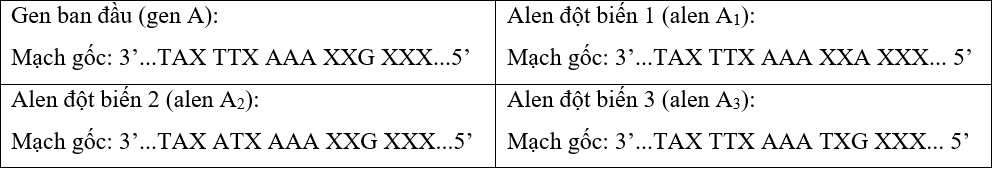 Gen ban đầu (gen A):
Mạch gốc: 3’...TAX TTX AAA XXG XXX...5’
Alen đột biến 1 (alen A₁):
Mạch gốc: 3’...TAX TTX AAA XXA XXX... 5’
Alen đột biến 2 (alen A₂):
Mạch gốc: 3’...TAX ATX AAA XXG XXX...5’
Alen đột biến 3 (alen A₃):
Mạch gốc: 3’...TAX TTX AAA TXG XXX... 5’